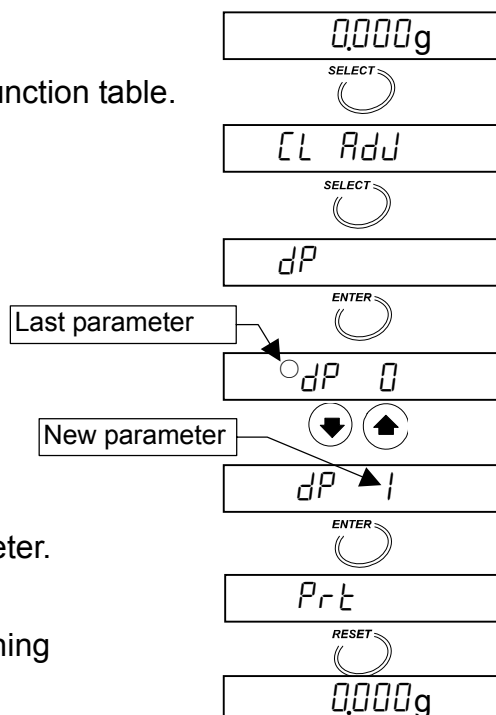 0.000g
SELECT
unction table.
CL AdJ
SELECT
dP
ENTER
Last parameter
dP 0
New parameter
dP 1
ENTER
eter.
Prt
RESET
ning
0.000g